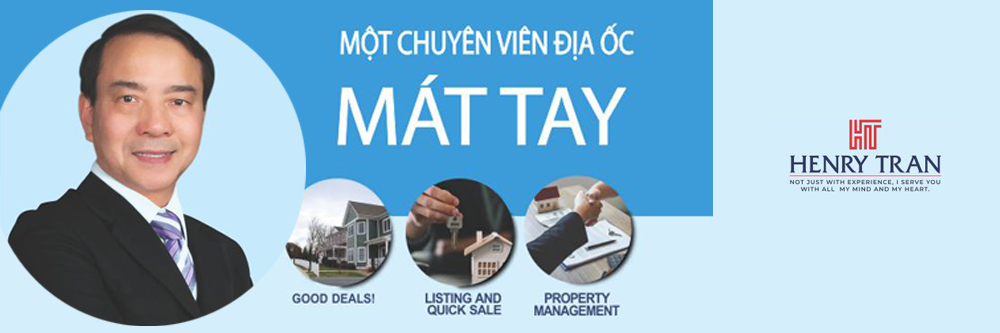 MỘT CHUYÊN VIÊN ĐỊA ỐC
MÁT TAY
GOOD DEALS!
LISTING AND
QUICK SALE
PROPERTY
MANAGEMENT
HT
HENRY TRAN
NOT JUST WITH EXPERIENCE, I SERVE YOU
WITH ALL MY MIND AND MY HEART.